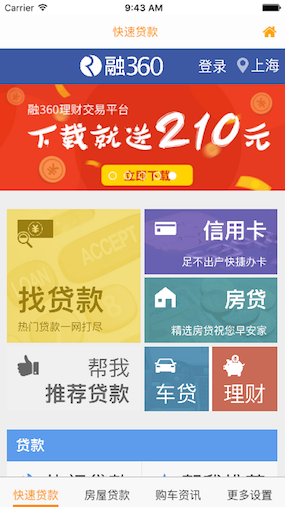 Carrier 9:43 AM
快速贷款
融360 登录 上海
融360理财交易平台
下载就送210元
立即下载
信用卡
足不出户快捷办卡
找贷款
热门贷款一网打尽
房贷
精选房贷祝您早安家
帮我
推荐贷款
车贷
理财
贷款
快速贷款 房屋贷款 购车资讯 更多设置